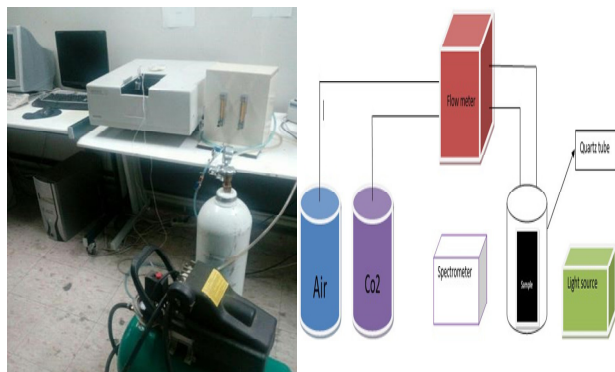 Flow meter
Quartz tube
Air
Co2
Spectrometer
Sample
Light source